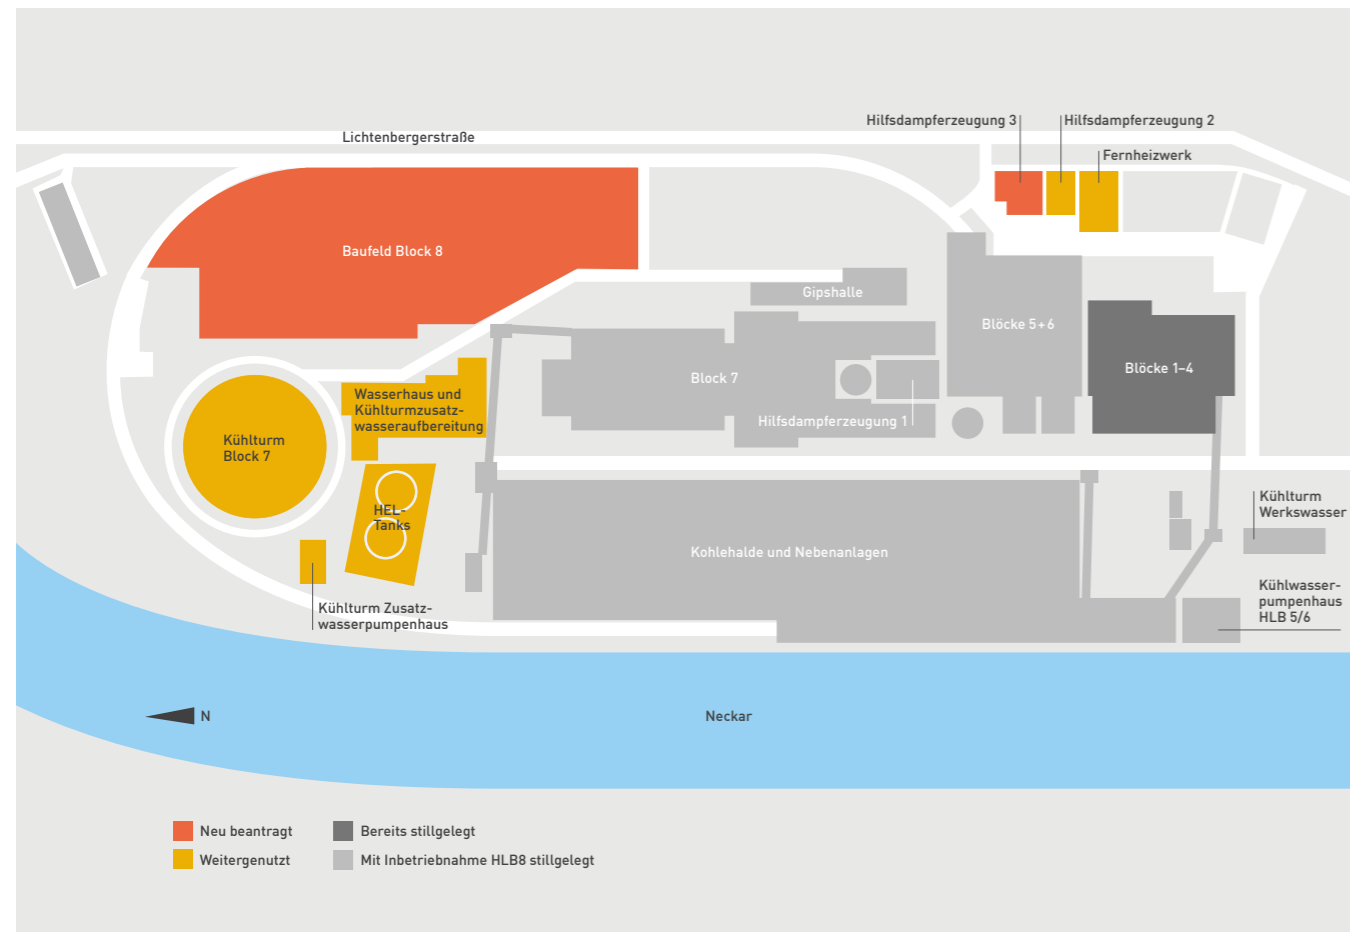 Hilfsdampferzeugung 3
Hilfsdampferzeugung 2
Lichtenbergerstraße
Fernheizwerk
Baufeld Block 8
Gipshalle
Blöcke 5+6
Blöcke 1–4
Block 7
Wasserhaus und
Kühlturmzusatz-
wasseraufbereitung
Hilfsdampferzeugung 1
Kühlturm
Block 7
HEL-
Tanks
Kühlturm
Werkswasser
Kohlehalde und Nebenanlagen
Kühlwasser-
pumpenhaus
HLB 5/6
Kühlturm Zusatz-
wasserpumpenhaus
N
Neckar
Neu beantragt
Bereits stillgelegt
Weitergenutzt
Mit Inbetriebnahme HLB8 stillgelegt